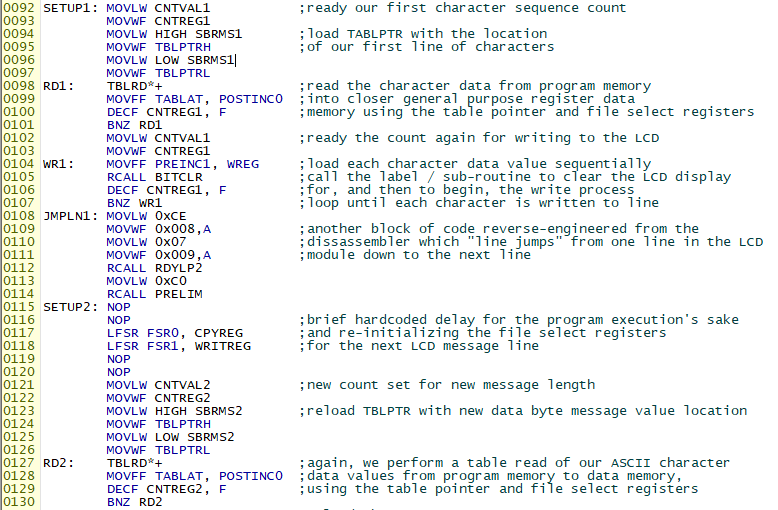 0092 SETUP1: MOVLW CNTVAL1 ;ready our first character sequence count
0093 MOVWF CNTREG1
0094 MOVLW HIGH SBRMS1 ;load TABLPTR with the location
0095 MOVWF TBLPTRH ;of our first line of characters
0096 MOVLW LOW SBRMS1
0097 MOVWF TBLPTRL
0098 RD1: TBLRD*+ ;read the character data from program memory
0099 MOVFF TABLAT, POSTINC0 ;into closer general purpose register data
0100 DECF CNTREG1, F ;memory using the table pointer and file select registers
0101 BNZ RD1
0102 MOVLW CNTVAL1 ;ready the count again for writing to the LCD
0103 MOVWF CNTREG1
0104 WR1: MOVFF PREINC1, WREG ;load each character data value sequentially
0105 RCALL BITCLR ;call the label / sub-routine to clear the LCD display
0106 DECF CNTREG1, F ;for, and then to begin, the write process
0107 BNZ WR1 ;loop until each character is written to line
0108 JMPLN1: MOVLW 0xCE
0109 MOVWF 0x008,A ;another block of code reverse-engineered from the
0110 MOVLW 0x07 ;dissassembler which "line jumps" from one line in the LCD
0111 MOVWF 0x009,A ;module down to the next line
0112 RCALL RDYLP2
0113 MOVLW 0xC0
0114 RCALL PRELIM
0115 SETUP2: NOP
0116 NOP ;brief hardcoded delay for the program execution's sake
0117 LFSR FSR0, CPYREG ;and re-initializing the file select registers
0118 LFSR FSR1, WRITREG ;for the next LCD message line
0119 NOP
0120 NOP
0121 MOVLW CNTVAL2 ;new count set for new message length
0122 MOVWF CNTREG2
0123 MOVLW HIGH SBRMS2 ;reload TBLPTR with new data byte message value location
0124 MOVWF TBLPTRH
0125 MOVLW LOW SBRMS2
0126 MOVWF TBLPTRL
0127 RD2: TBLRD*+ ;again, we perform a table read of our ASCII character
0128 MOVFF TABLAT, POSTINC0 ;data values from program memory to data memory,
0129 DECF CNTREG2, F ;using the table pointer and file select registers
0130 BNZ RD2